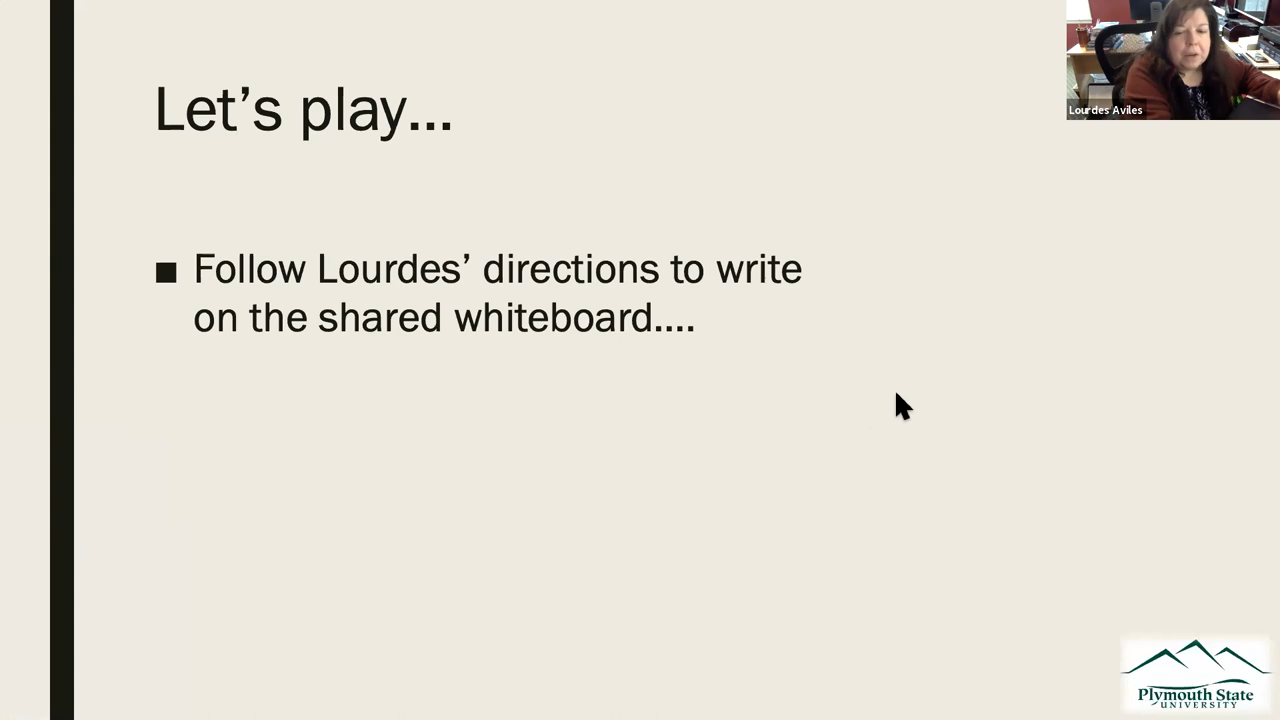 Let's play...
■ Follow Lourdes' directions to write
on the shared whiteboard....
Lourdes Aviles
Plymouth State
UNIVERSITY